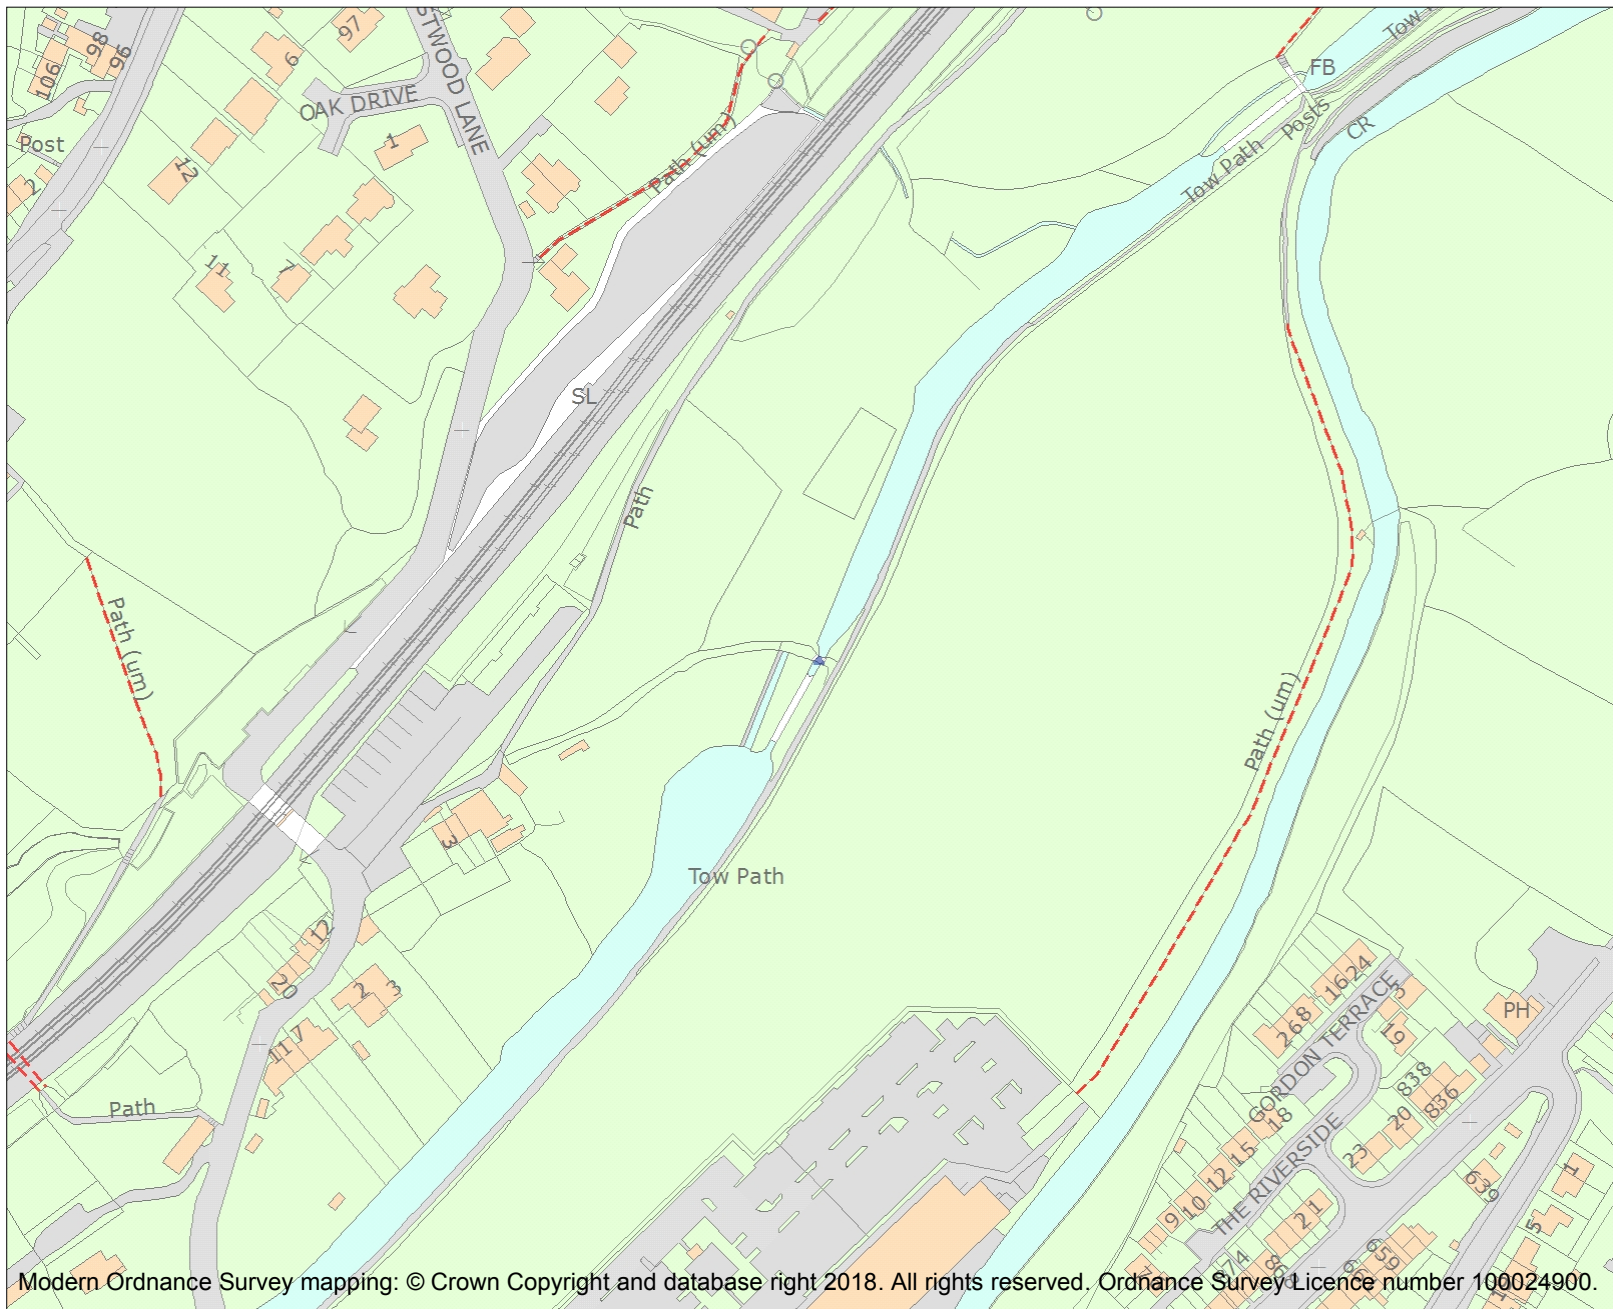 97
98
96
6
106
STWOOD LANE
OAK DRIVE
FB
Tow
Posts
CR
Post
1
Path (um)
Tow Path
12
2
11
7
SL
Path
Path (um)
Path (um)
3
Tow Path
12
20
2
3
11 7
Path
16 24
2 6 8
GORDON TERRACE
5
19
PH
838
836
20
23
18
15
12
10
9
THE RIVERSIDE
2 1
639
1
5
659
Modern Ordnance Survey mapping: © Crown Copyright and database right 2018. All rights reserved. Ordnance Survey Licence number 100024900.